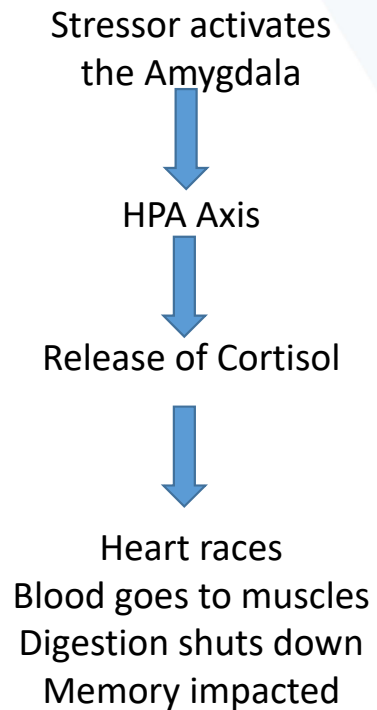 Stressor activates
the Amygdala
HPA Axis
Release of Cortisol
Heart races
Blood goes to muscles
Digestion shuts down
Memory impacted